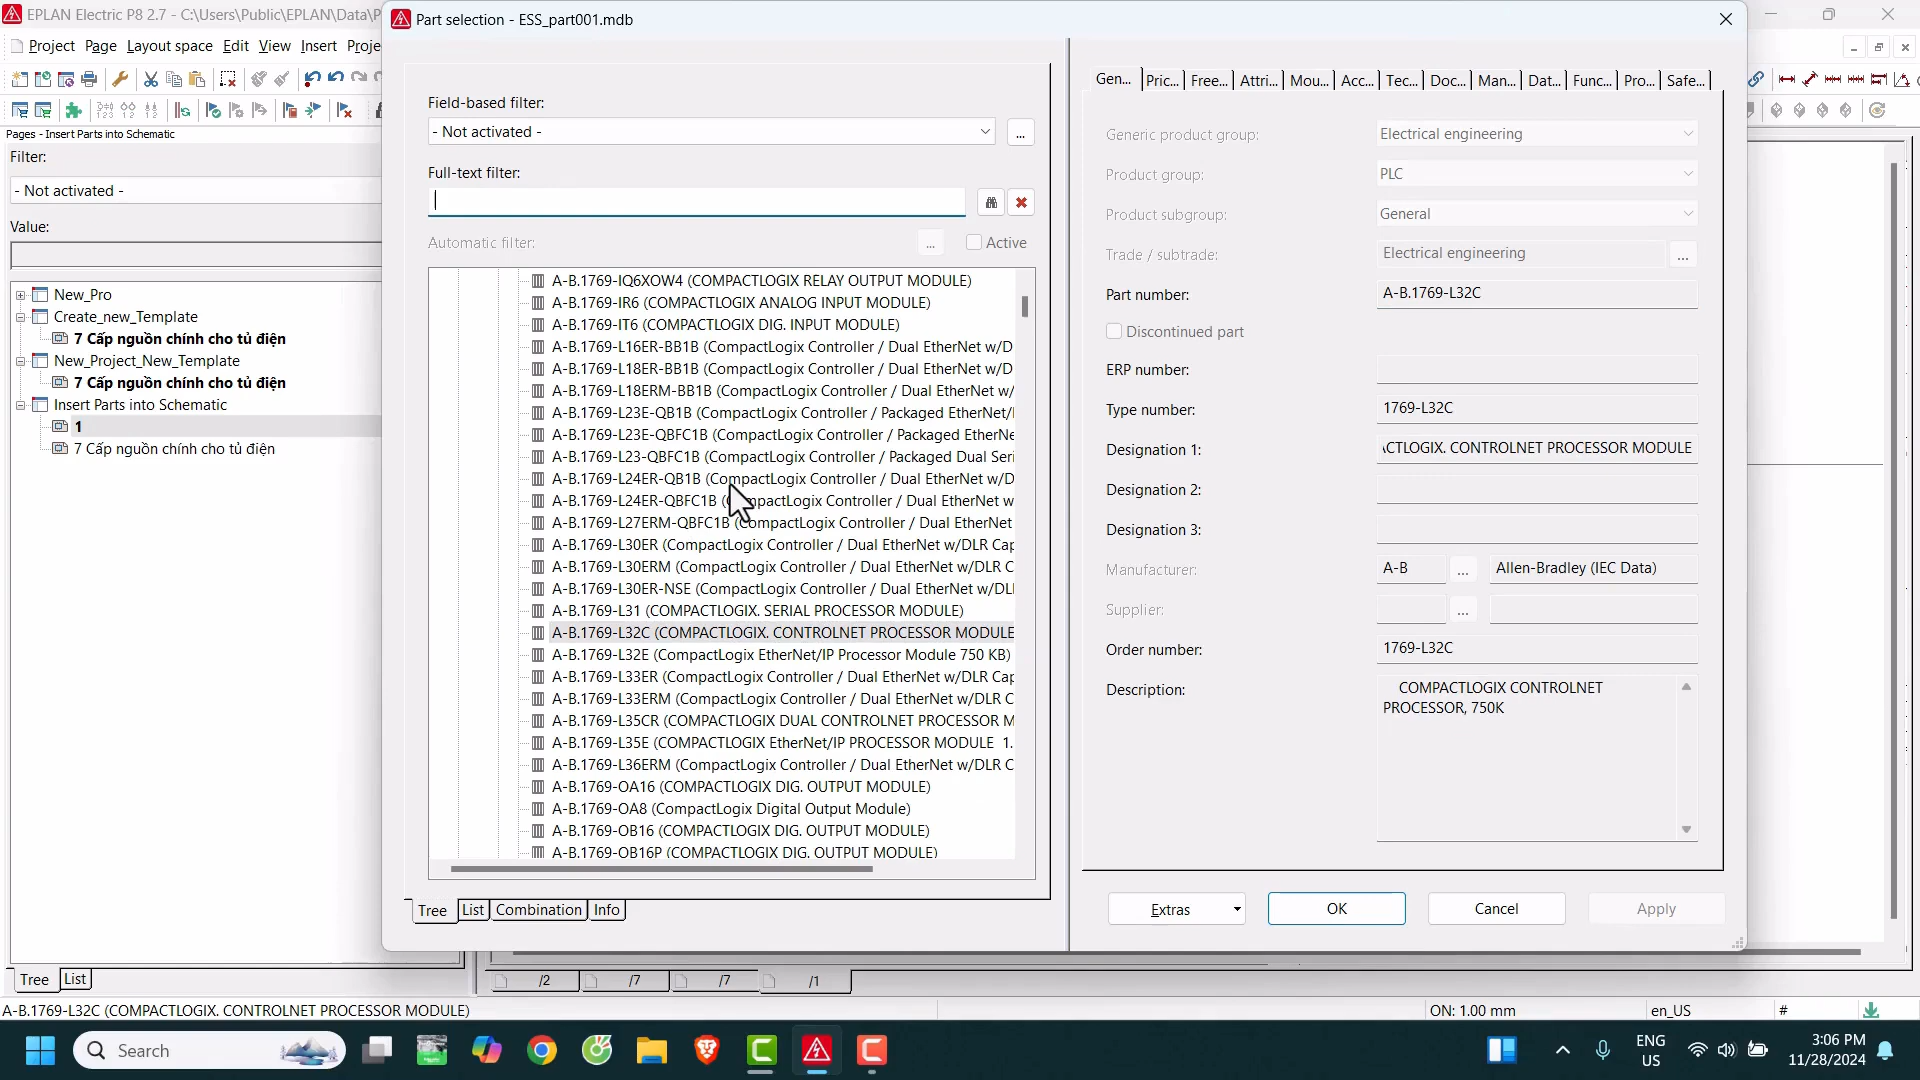 EPLAN Electric P8 2.7 - C:\Users\Public\EPLAN\Data\P
Part selection - ESS_part001.mdb
Project Page Layout space Edit View Insert Proje
Pages - Insert Parts into Schematic
Filter:
- Not activated -
Value:
New_Pro
Create_new_Template
7 Cấp nguồn chính cho tủ điện
New_Project_New_Template
7 Cấp nguồn chính cho tủ điện
Insert Parts into Schematic
1
7 Cấp nguồn chính cho tủ điện
Tree List
Field-based filter:
- Not activated -
...
Full-text filter:
Automatic filter:
...
Active
A-B.1769-IQ6XOW4 (COMPACTLOGIX RELAY OUTPUT MODULE)
A-B.1769-IR6 (COMPACTLOGIX ANALOG INPUT MODULE)
A-B.1769-IT6 (COMPACTLOGIX DIG. INPUT MODULE)
A-B.1769-L16ER-BB1B (CompactLogix Controller / Dual EtherNet w/D
A-B.1769-L18ER-BB1B (CompactLogix Controller / Dual EtherNet w/D
A-B.1769-L18ERM-BB1B (CompactLogix Controller / Dual EtherNet w/
A-B.1769-L23E-QB1B (CompactLogix Controller / Packaged EtherNet/I
A-B.1769-L23E-QBFC1B (CompactLogix Controller / Packaged EtherNe
A-B.1769-L23-QBFC1B (CompactLogix Controller / Packaged Dual Seri
A-B.1769-L24ER-QB1B (CompactLogix Controller / Dual EtherNet w/D
A-B.1769-L24ER-QBFC1B (CompactLogix Controller / Dual EtherNet w
A-B.1769-L27ERM-QBFC1B (CompactLogix Controller / Dual EtherNet
A-B.1769-L30ER (CompactLogix Controller / Dual EtherNet w/DLR Cap
A-B.1769-L30ERM (CompactLogix Controller / Dual EtherNet w/DLR C
A-B.1769-L30ER-NSE (CompactLogix Controller / Dual EtherNet w/DLI
A-B.1769-L31 (COMPACTLOGIX. SERIAL PROCESSOR MODULE)
A-B.1769-L32C (COMPACTLOGIX. CONTROLNET PROCESSOR MODULE
A-B.1769-L32E (CompactLogix EtherNet/IP Processor Module 750 KB)
A-B.1769-L33ER (CompactLogix Controller / Dual EtherNet w/DLR Cap
A-B.1769-L33ERM (CompactLogix Controller / Dual EtherNet w/DLR C
A-B.1769-L35CR (COMPACTLOGIX DUAL CONTROLNET PROCESSOR M
A-B.1769-L35E (COMPACTLOGIX EtherNet/IP PROCESSOR MODULE 1.
A-B.1769-L36ERM (CompactLogix Controller / Dual EtherNet w/DLR C
A-B.1769-OA16 (COMPACTLOGIX DIG. OUTPUT MODULE)
A-B.1769-OA8 (CompactLogix Digital Output Module)
A-B.1769-OB16 (COMPACTLOGIX DIG. OUTPUT MODULE)
A-B.1769-OB16P (COMPACTLOGIX DIG. OUTPUT MODULE)
Tree List Combination Info
Gen... Pric... Free... Attri... Mou... Acc... Tec... Doc... Man... Dat... Func... Pro... Safe...
Generic product group: Electrical engineering
Product group: PLC
Product subgroup: General
Trade / subtrade: Electrical engineering ...
Part number: A-B.1769-L32C
Discontinued part
ERP number:
Type number: 1769-L32C
Designation 1: \CTLOGIX. CONTROLNET PROCESSOR MODULE
Designation 2:
Designation 3:
Manufacturer: A-B ... Allen-Bradley (IEC Data)
Supplier: ...
Order number: 1769-L32C
Description: COMPACTLOGIX CONTROLNET
PROCESSOR, 750K
Extras OK Cancel Apply
/2 /7 /7 /1
A-B.1769-L32C (COMPACTLOGIX. CONTROLNET PROCESSOR MODULE)
ON: 1.00 mm
en_US
#
Search
ENG
US
3:06 PM
11/28/2024